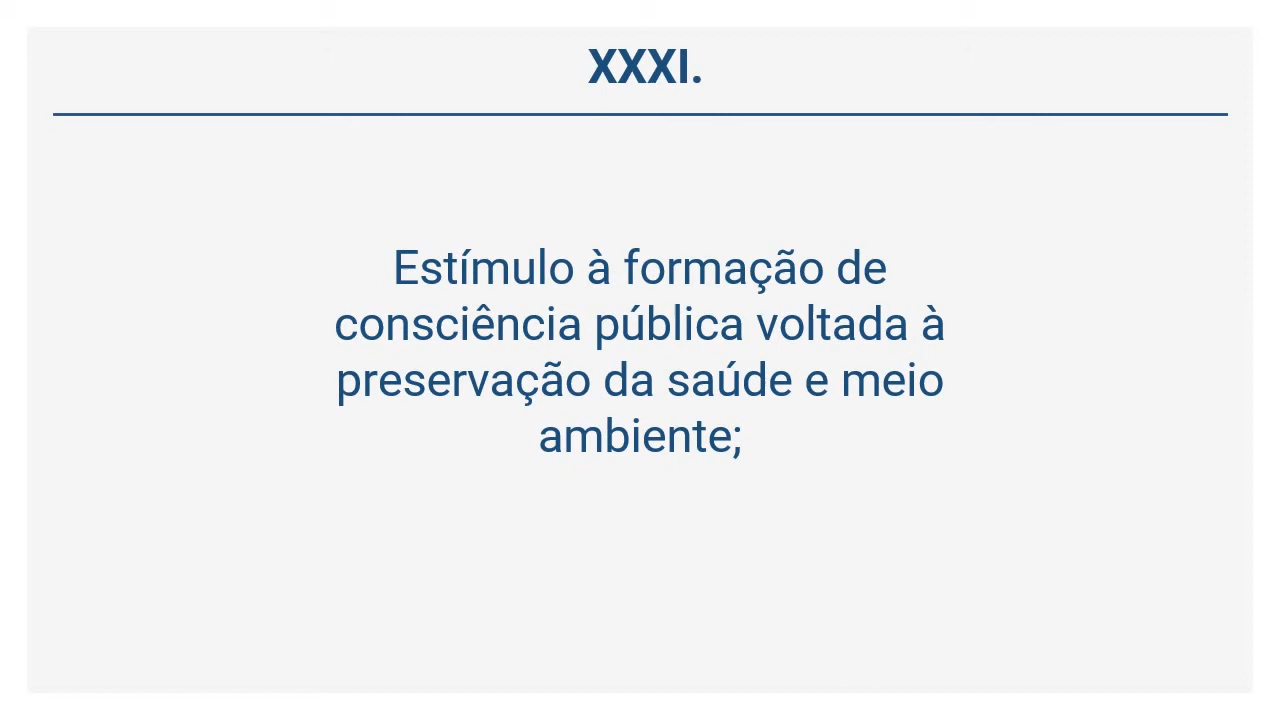 XXXI.
Estímulo à formação de
consciência pública voltada à
preservação da saúde e meio
ambiente;